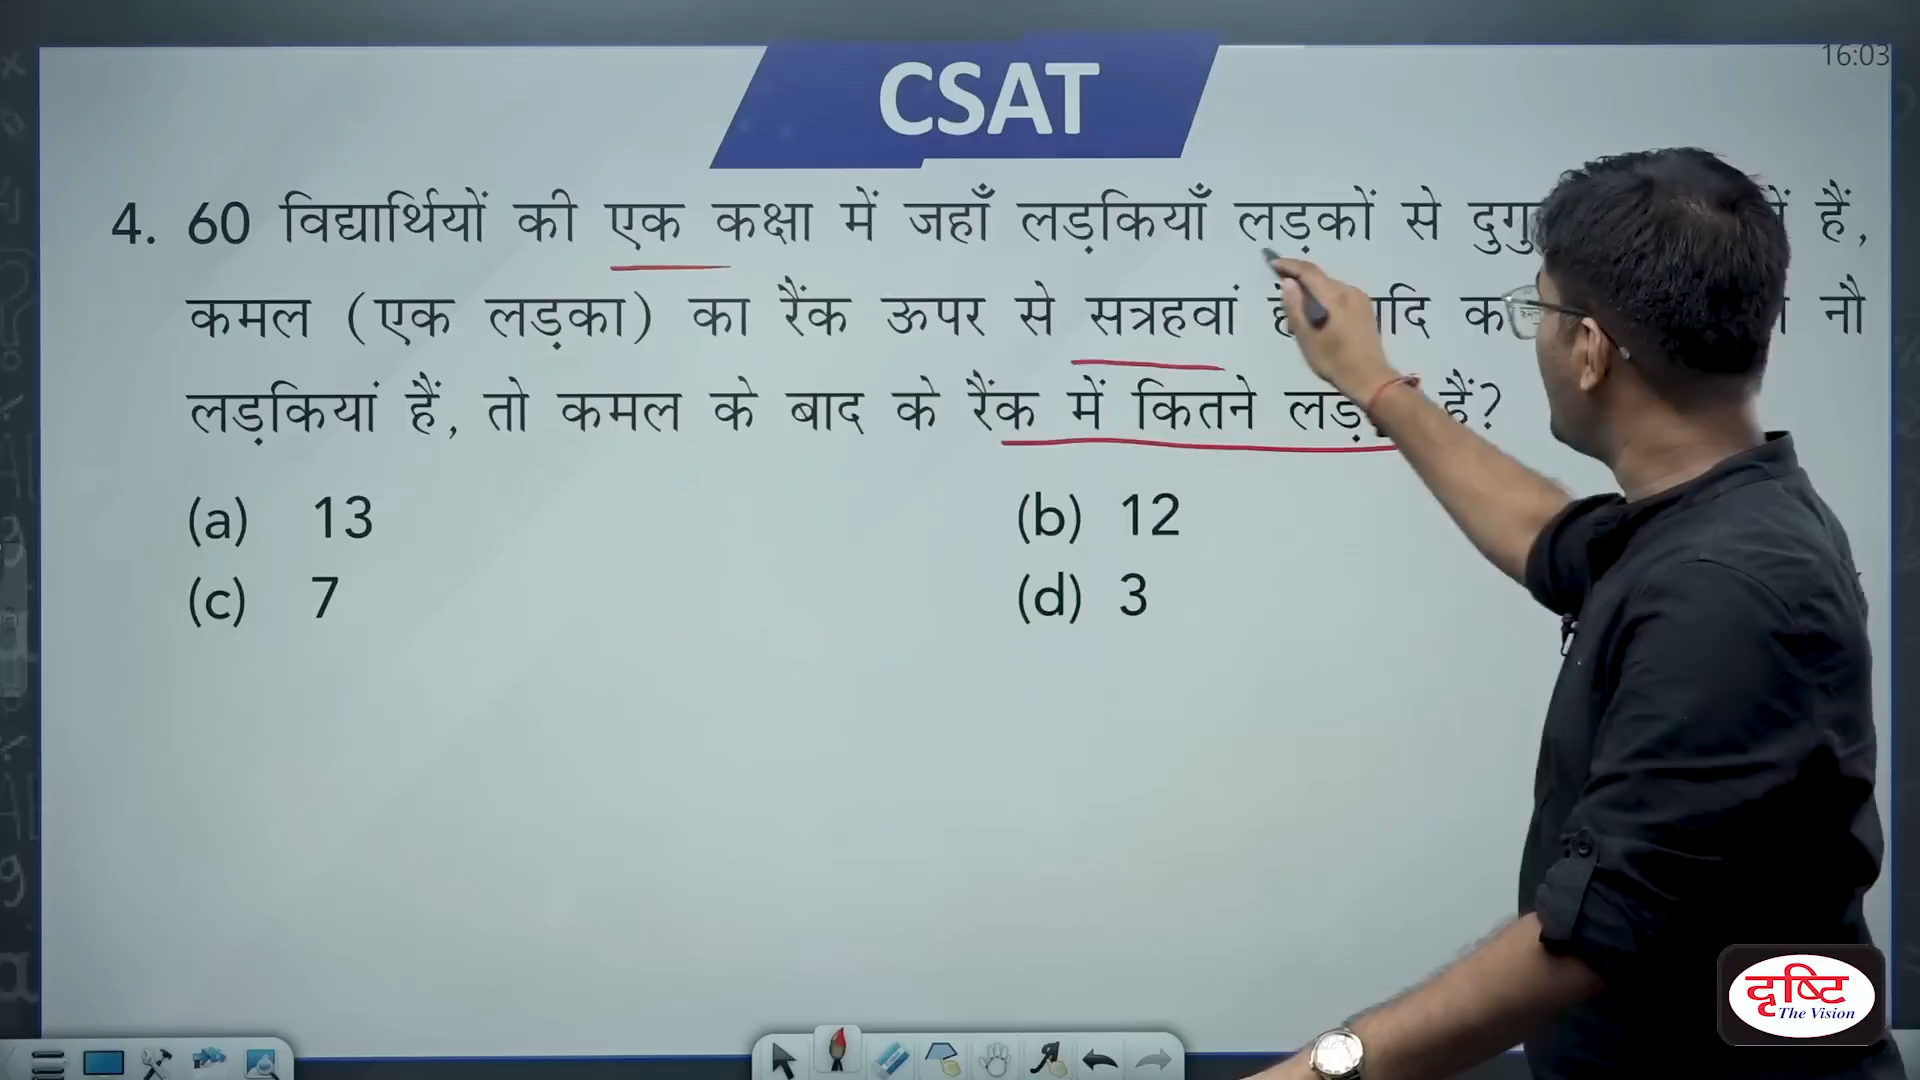 CSAT
16:03
4. 60 विद्यार्थियों की एक कक्षा में जहाँ लड़कियाँ लड़कों से हैं,
कमल (एक लड़का) का रैंक ऊपर से सत्रहवां नौ
लड़कियां हैं, तो कमल के बाद के रैंक में कितने हैं?
(a) 13
(b) 12
(c) 7
(d) 3
दृष्टि
The Vision